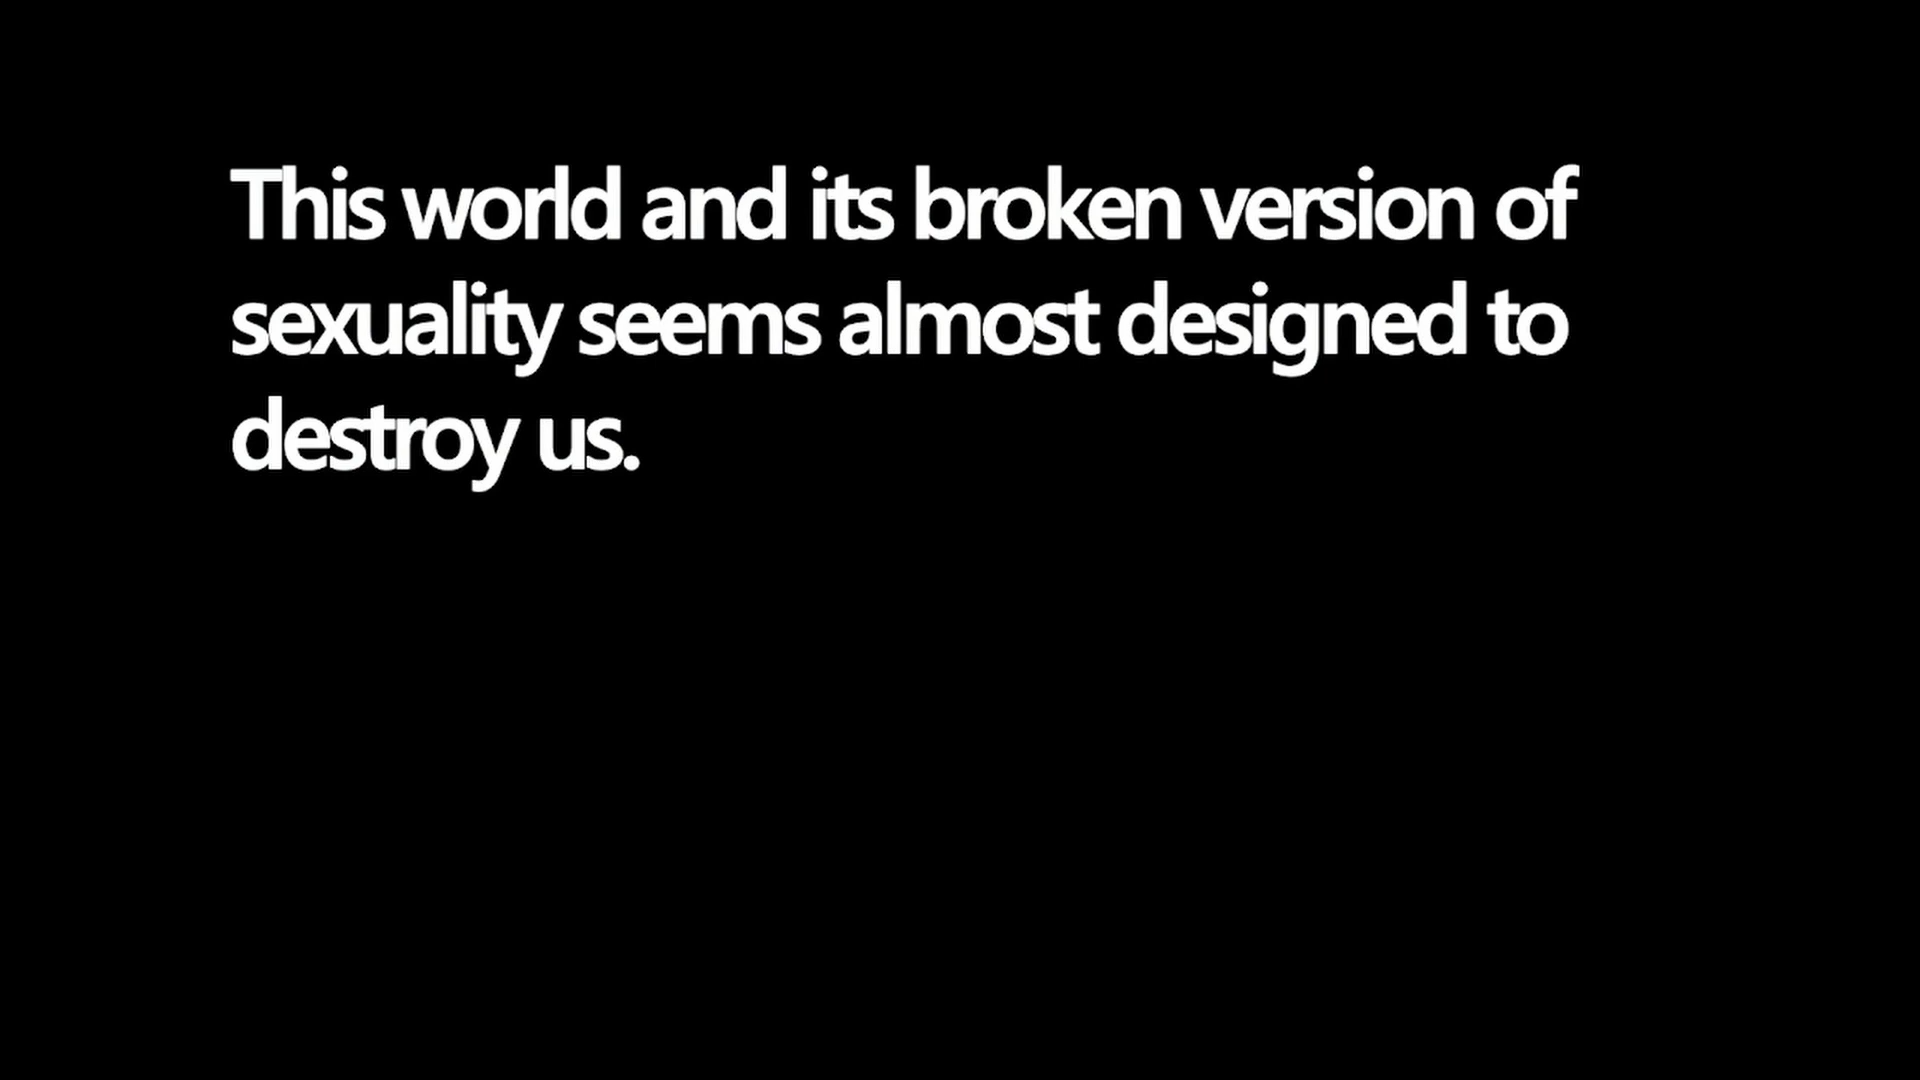 This world and its broken version of
sexuality seems almost designed to
destroy us.